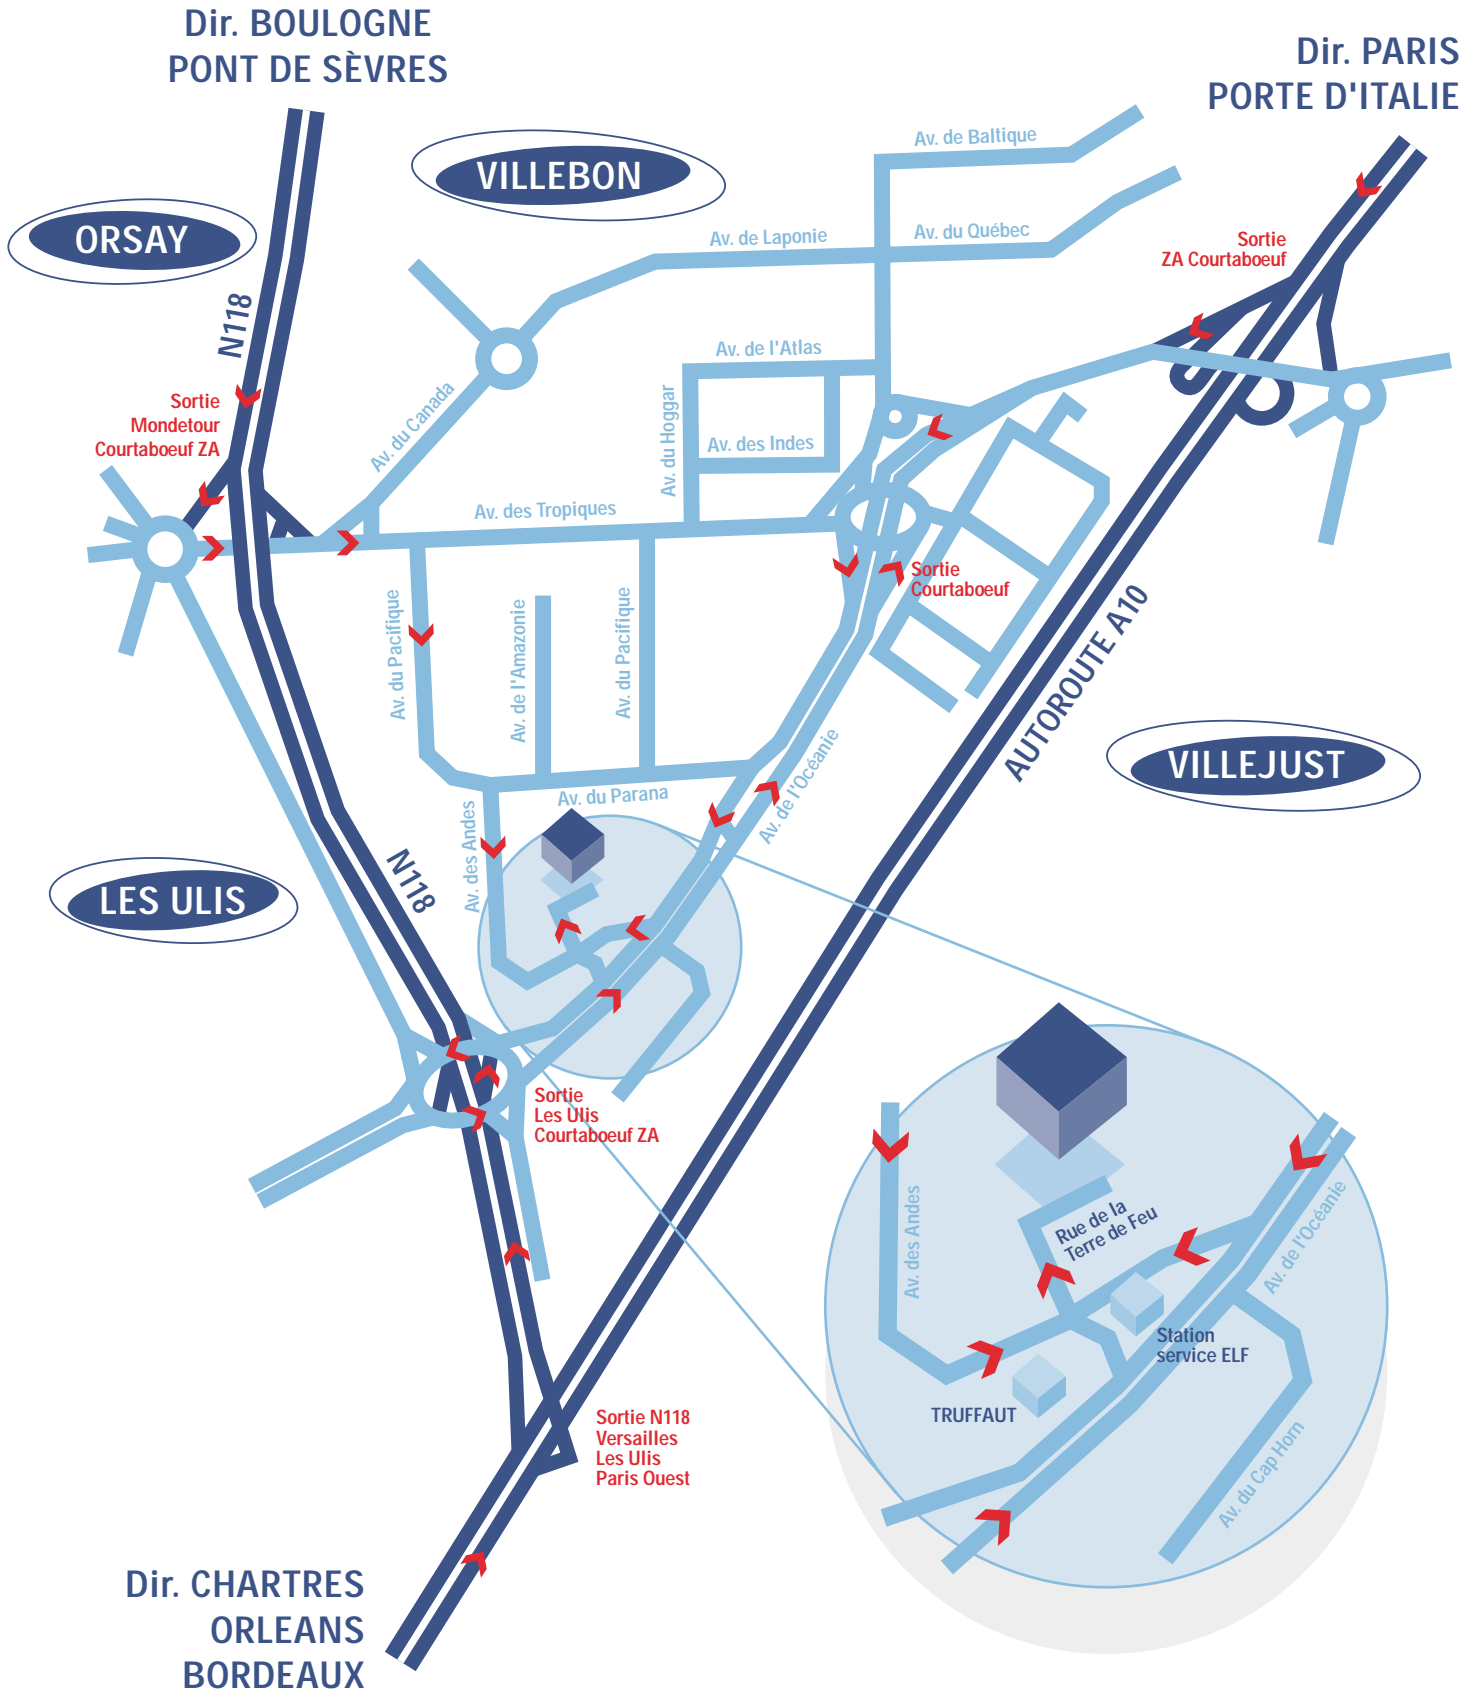 Dir. BOULOGNE
PONT DE SÈVRES
Dir. PARIS
PORTE D'ITALIE
VILLEBON
ORSAY
Av. de Baltique
Av. de Laponie
Av. du Québec
Sortie
ZA Courtaboeuf
N118
Av. de l'Atlas
Sortie
Mondetour
Courtaboeuf ZA
Av. du Canada
Av. du Hoggar
Av. des Indes
Av. des Tropiques
Sortie
Courtaboeuf
Av. du Pacifique
Av. de l'Amazonie
Av. du Pacifique
AUTOROUTE A10
VILLEJUST
Av. de l'Océanie
Av. du Parana
Av. des Andes
N118
LES ULIS
Sortie
Les Ulis
Courtaboeuf ZA
Av. des Andes
Rue de la
Terre de Feu
Av. de l'Océanie
Station
service ELF
TRUFFAUT
Av. du Cap Horn
Sortie N118
Versailles
Les Ulis
Paris Ouest
Dir. CHARTRES
ORLEANS
BORDEAUX